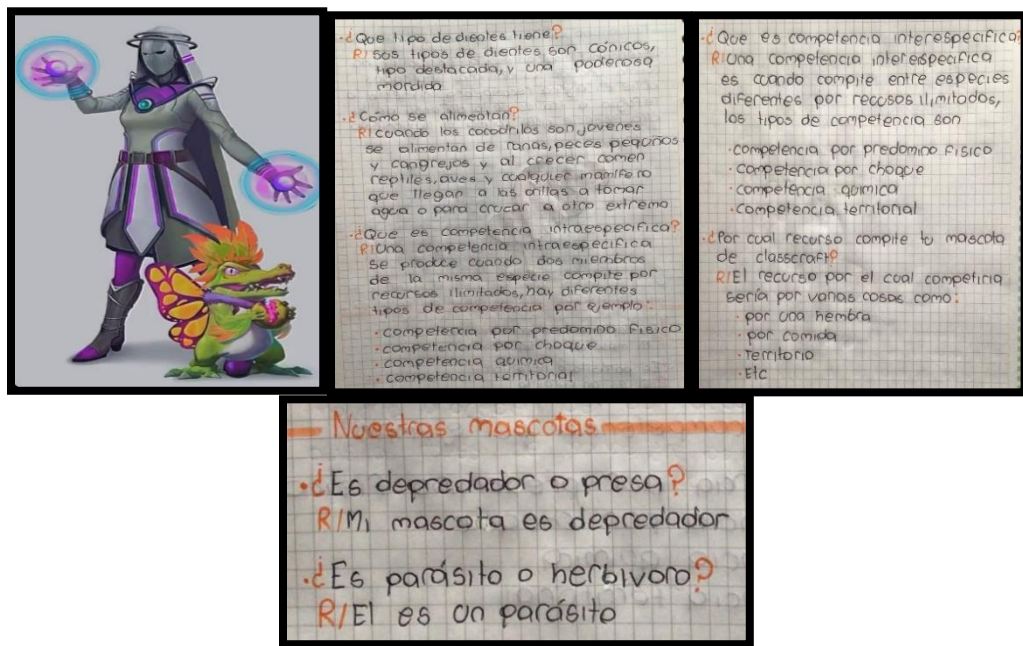 ·¿Que tipo de dientes tiene?
R/ Sus tipos de dientes son cónicos,
tipo destacada, y una poderosa
mordida
·¿Cómo se alimentan?
R/ cuando los cocodrilos son jovenes
se alimentan de ranas, peces pequeños
y cangrejos y al crecer comen
reptiles, aves y cualquier mamífero
que llegan a las orillas a tomar
agua o para cruzar a otro extremo
·¿Que es competencia intraespecifica?
R/ Una competencia intraespecifica
se produce cuando dos miembros
de la misma especie compite por
recursos ilimitados, hay diferentes
tipos de competencia por ejemplo:
·competencia por predomino Fisico
·competencia por choque
·competencia quimica
·competencia territorial
·¿Que es competencia interespecifica?
R/ Una competencia interespecifica
es cuando compite entre especies
diferentes por recusos ilimitados,
los tipos de competencia son
·competencia por predomino Fisico
·competencia por choque
·competencia quimica
·competencia territorial
·¿Por cual recurso compite tu mascota
de classcraft?
R/ El recurso por el cual competiria
sería por varias cosas como:
·por una hembra
·por comida
·Territorio
·Etc
Nuestras mascotas
·¿Es depredador o presa?
R/Mi mascota es depredador
·¿Es parásito o herbivoro?
R/El es un parásito